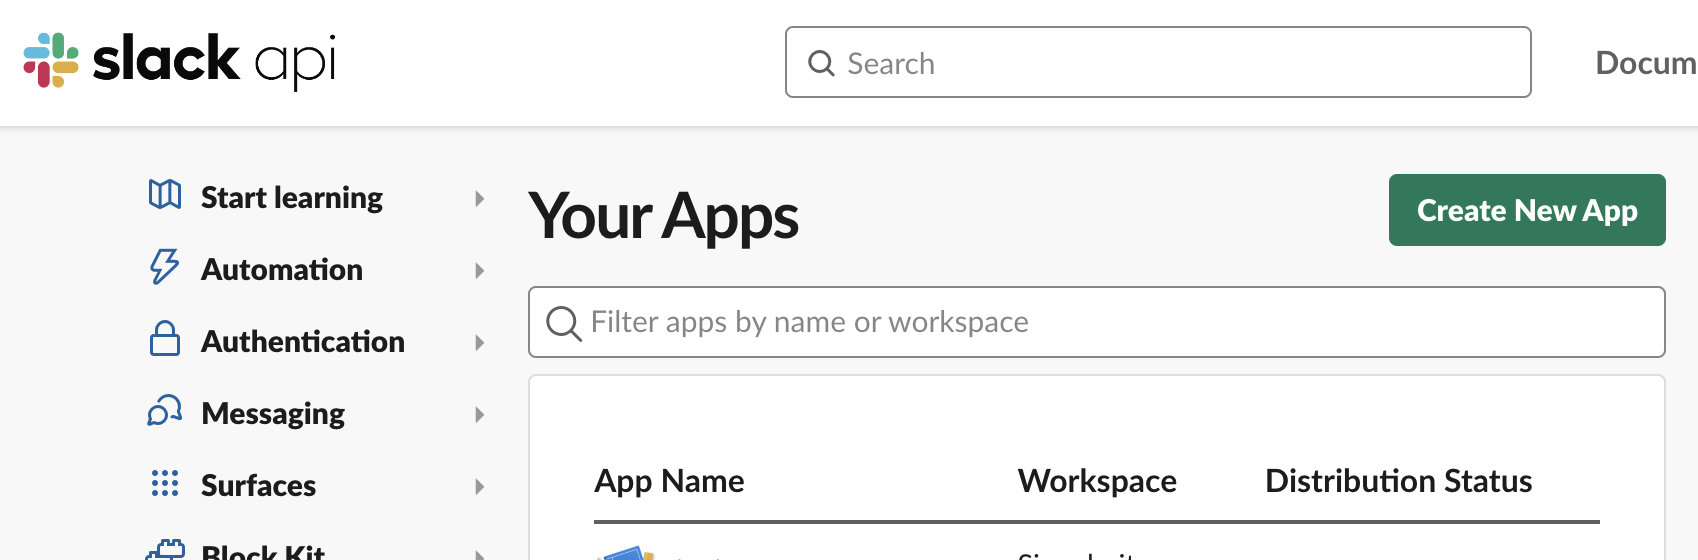 slack api
Search
Docum
Start learning
Automation
Authentication
Messaging
Surfaces
Block Kit
Your Apps
Create New App
Filter apps by name or workspace
App Name Workspace Distribution Status